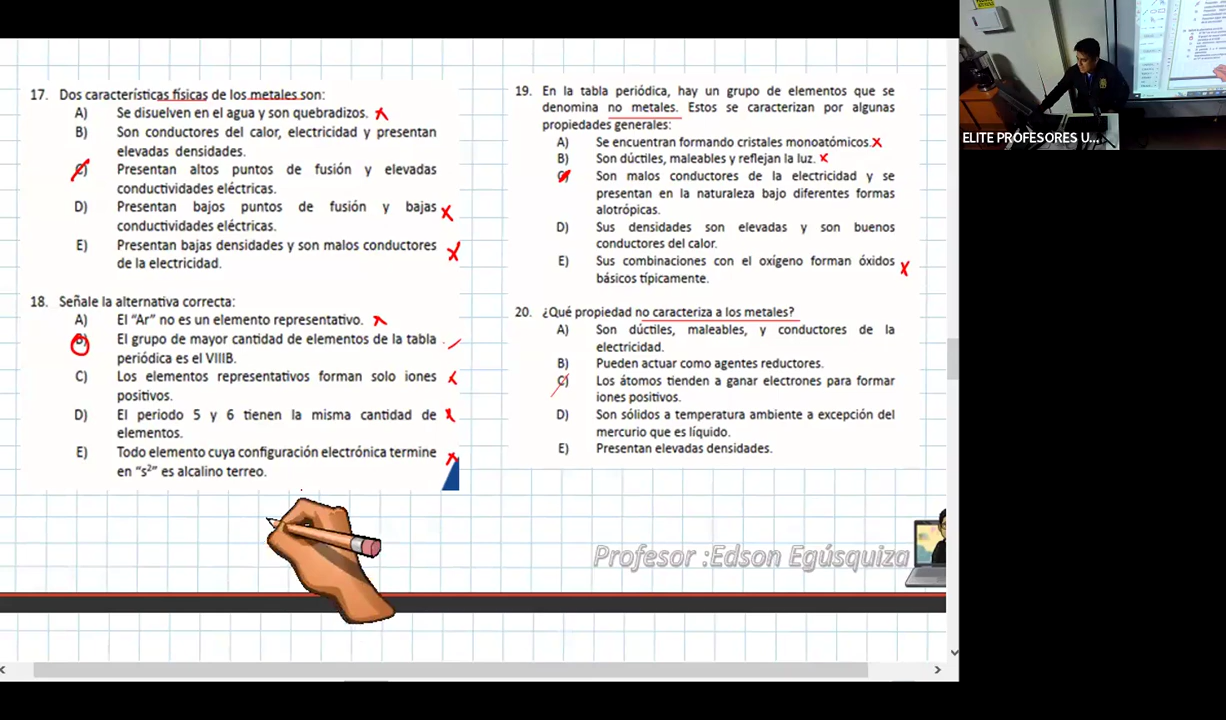 17. Dos características físicas de los metales son:
A) Se disuelven en el agua y son quebradizos.
B) Son conductores del calor, electricidad y presentan
elevadas densidades.
C) Presentan altos puntos de fusión y elevadas
conductividades eléctricas.
D) Presentan bajos puntos de fusión y bajas
conductividades eléctricas.
E) Presentan bajas densidades y son malos conductores
de la electricidad.
18. Señale la alternativa correcta:
A) El “Ar” no es un elemento representativo.
B) El grupo de mayor cantidad de elementos de la tabla
periódica es el VIIIB.
C) Los elementos representativos forman solo iones
positivos.
D) El periodo 5 y 6 tienen la misma cantidad de
elementos.
E) Todo elemento cuya configuración electrónica termine
en “s²” es alcalino terreo.
19. En la tabla periódica, hay un grupo de elementos que se
denomina no metales. Estos se caracterizan por algunas
propiedades generales:
A) Se encuentran formando cristales monoatómicos.
B) Son dúctiles, maleables y reflejan la luz.
C) Son malos conductores de la electricidad y se
presentan en la naturaleza bajo diferentes formas
alotrópicas.
D) Sus densidades son elevadas y son buenos
conductores del calor.
E) Sus combinaciones con el oxígeno forman óxidos
básicos típicamente.
20. ¿Qué propiedad no caracteriza a los metales?
A) Son dúctiles, maleables, y conductores de la
electricidad.
B) Pueden actuar como agentes reductores.
C) Los átomos tienden a ganar electrones para formar
iones positivos.
D) Son sólidos a temperatura ambiente a excepción del
mercurio que es líquido.
E) Presentan elevadas densidades.
Profesor :Edson Egúsquiza
ELITE PROFESORES U...